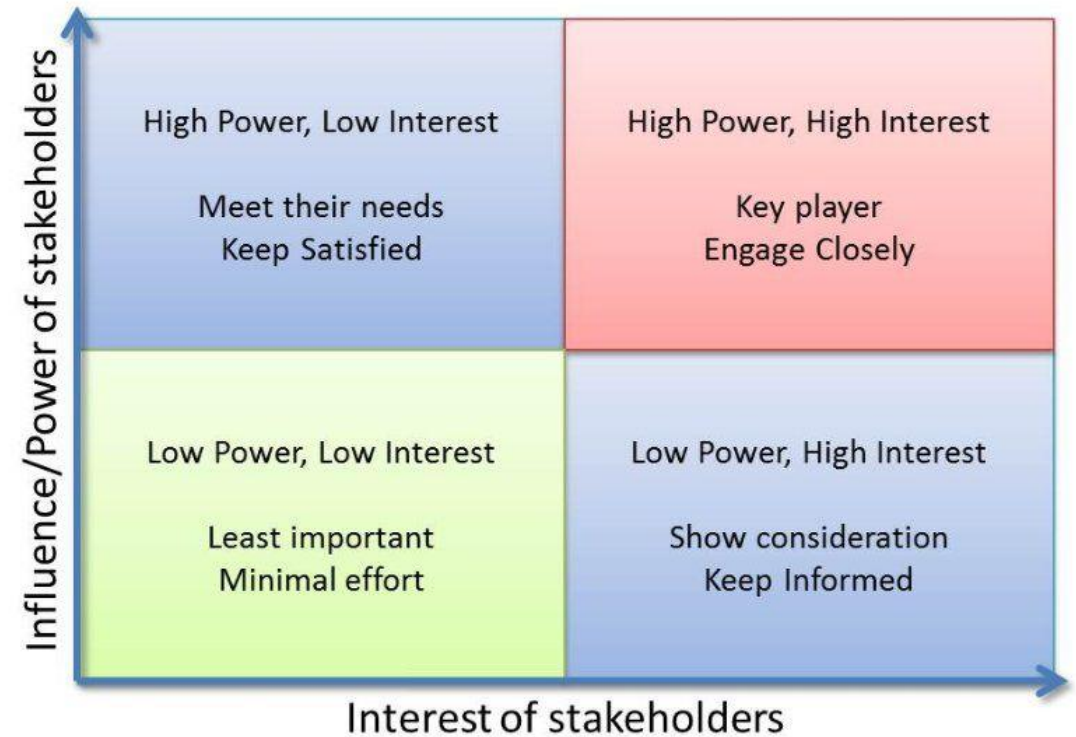 Influence/Power of stakeholders
High Power, Low Interest
Meet their needs
Keep Satisfied
High Power, High Interest
Key player
Engage Closely
Low Power, Low Interest
Least important
Minimal effort
Low Power, High Interest
Show consideration
Keep Informed
Interest of stakeholders